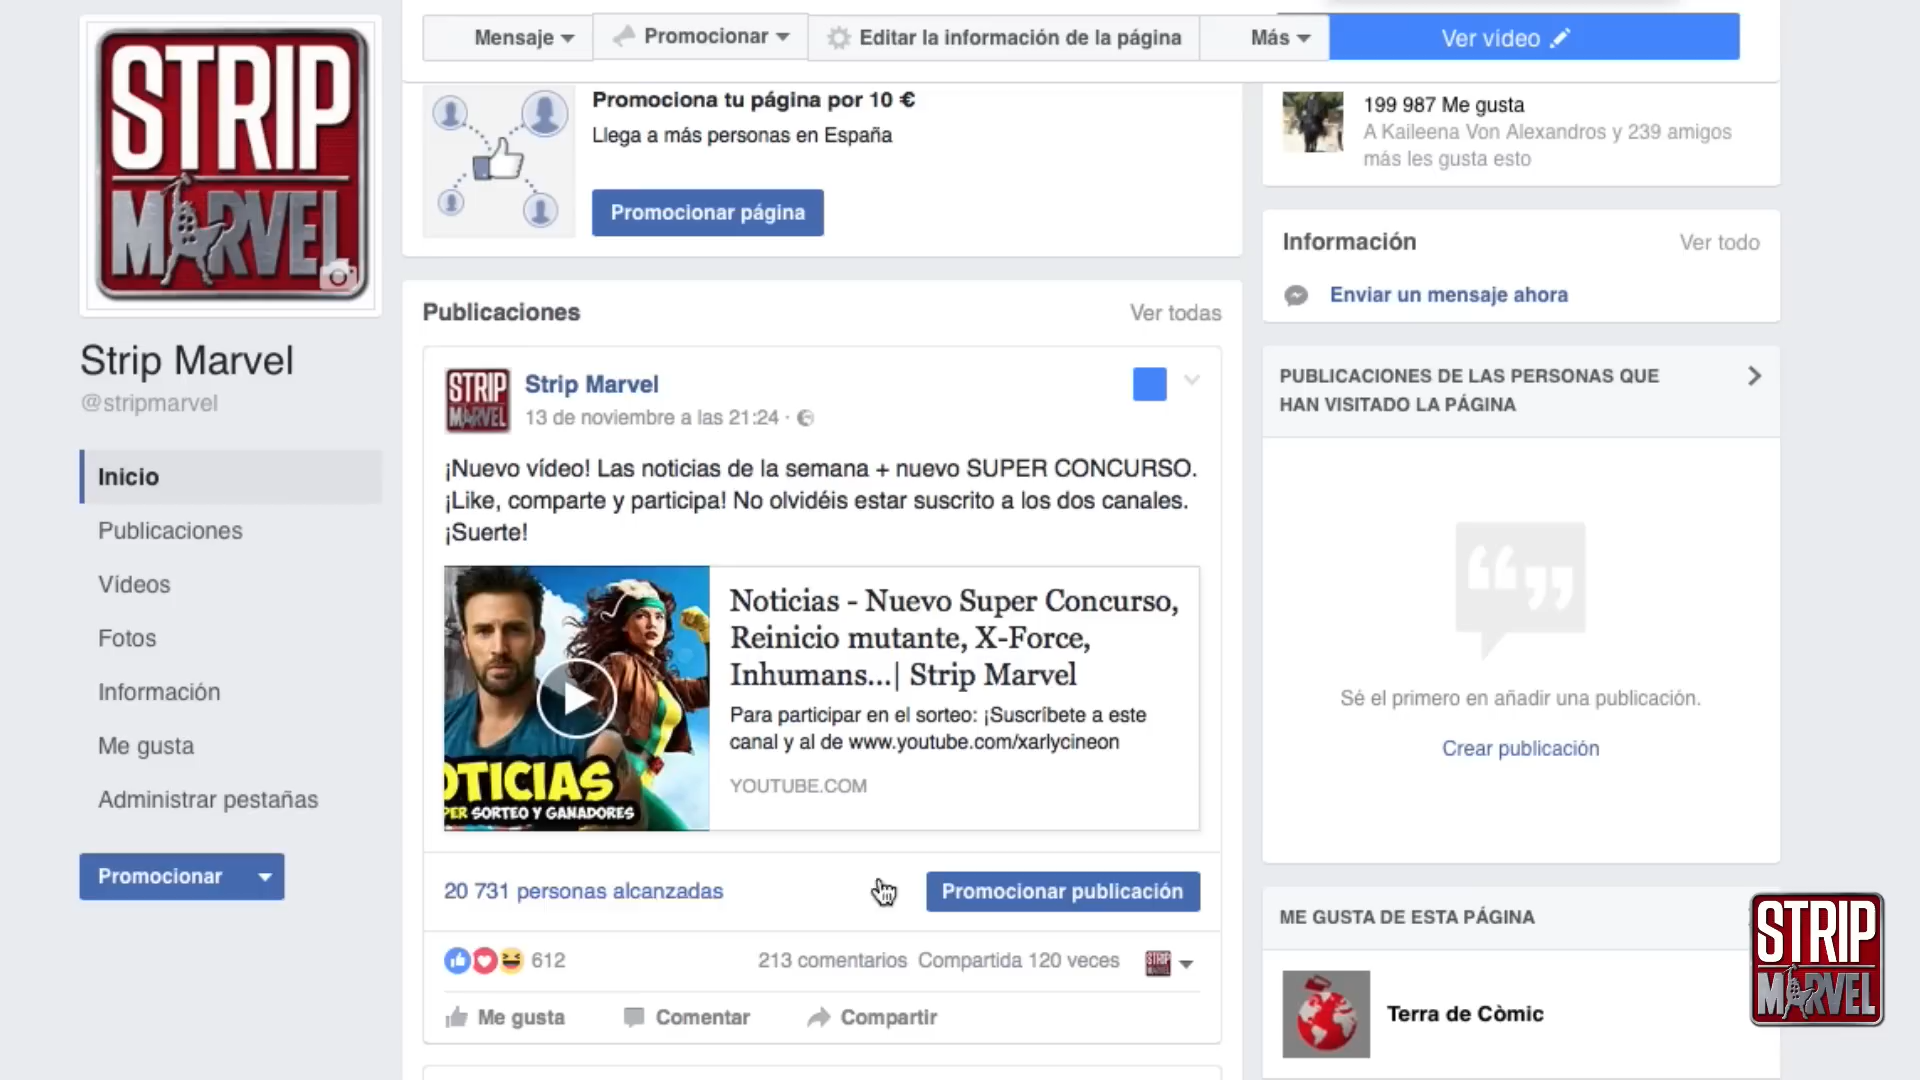 STRIP
MARVEL
Strip Marvel
@stripmarvel
Inicio
Publicaciones
Vídeos
Fotos
Información
Me gusta
Administrar pestañas
Promocionar
Mensaje
Promocionar
Editar la información de la página
Más
Ver vídeo
Promociona tu página por 10 €
Llega a más personas en España
Promocionar página
Publicaciones
Ver todas
STRIP
MARVEL
Strip Marvel
13 de noviembre a las 21:24 ·
¡Nuevo vídeo! Las noticias de la semana + nuevo SUPER CONCURSO.
¡Like, comparte y participa! No olvidéis estar suscrito a los dos canales.
¡Suerte!
OTICIAS
PER SORTEO Y GANADORES
Noticias - Nuevo Super Concurso,
Reinicio mutante, X-Force,
Inhumans...| Strip Marvel
Para participar en el sorteo: ¡Suscríbete a este
canal y al de www.youtube.com/xarlycineon
YOUTUBE.COM
20 731 personas alcanzadas
Promocionar publicación
612
213 comentarios Compartida 120 veces
STRIP
MARVEL
Me gusta
Comentar
Compartir
199 987 Me gusta
A Kaileena Von Alexandros y 239 amigos
más les gusta esto
Información
Ver todo
Enviar un mensaje ahora
PUBLICACIONES DE LAS PERSONAS QUE
HAN VISITADO LA PÁGINA
Sé el primero en añadir una publicación.
Crear publicación
ME GUSTA DE ESTA PÁGINA
Terra de Còmic
STRIP
MARVEL